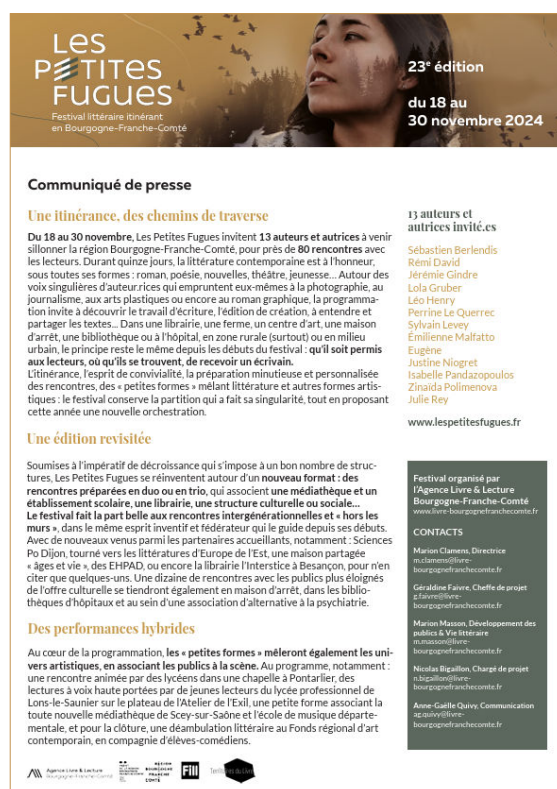 Les
Petites
Fugues
Festival littéraire itinérant
en Bourgogne-Franche-Comté
23e édition
du 18 au
30 novembre 2024
Communiqué de presse
Une itinérance, des chemins de traverse
Du 18 au 30 novembre, Les Petites Fugues invitent 13 auteurs et autrices à venir
sillonner la région Bourgogne-Franche-Comté, pour près de 80 rencontres avec
les lecteurs. Durant quinze jours, la littérature contemporaine est à l'honneur,
sous toutes ses formes : roman, poésie, nouvelles, théâtre, jeunesse... Autour des
voix singulières d'auteur.rices qui empruntent eux-mêmes à la photographie, au
journalisme, aux arts plastiques ou encore au roman graphique, la programma-
tion invite à découvrir le travail d'écriture, l'édition de création, à entendre et
partager les textes... Dans une librairie, une ferme, un centre d'art, une maison
d'arrêt, une bibliothèque ou à l'hôpital, en zone rurale (surtout) ou en milieu
urbain, le principe reste le même depuis les débuts du festival : qu'il soit permis
aux lecteurs, où qu'ils se trouvent, de recevoir un écrivain.
L'itinérance, l'esprit de convivialité, la préparation minutieuse et personnalisée
des rencontres, des « petites formes » mêlant littérature et autres formes artis-
tiques : le festival conserve la partition qui a fait sa singularité, tout en proposant
cette année une nouvelle orchestration.
Une édition revisitée
Soumises à l'impératif de décroissance qui s'impose à un bon nombre de struc-
tures, Les Petites Fugues se réinventent autour d'un nouveau format : des
rencontres préparées en duo ou en trio, qui associent une médiathèque et un
établissement scolaire, une librairie, une structure culturelle ou sociale...
Le festival fait la part belle aux rencontres intergénérationnelles et « hors les
murs », dans le même esprit inventif et fédérateur qui le guide depuis ses débuts.
Avec de nouveaux venus parmi les partenaires accueillants, notamment : Sciences
Po Dijon, tourné vers les littératures d'Europe de l'Est, une maison partagée
« âges et vie », des EHPAD, ou encore la librairie l'Interstice à Besançon, pour n'en
citer que quelques-uns. Une dizaine de rencontres avec les publics plus éloignés
de l'offre culturelle se tiendront également en maison d'arrêt, dans les biblio-
thèques d'hôpitaux et au sein d'une association d'alternative à la psychiatrie.
Des performances hybrides
Au cœur de la programmation, les « petites formes » mêleront également les uni-
vers artistiques, en associant les publics à la scène. Au programme, notamment :
une rencontre animée par des lycéens dans une chapelle à Pontarlier, des
lectures à voix haute portées par de jeunes lecteurs du lycée professionnel de
Lons-le-Saunier sur le plateau de l'Atelier de l'Exil, une petite forme associant la
toute nouvelle médiathèque de Scey-sur-Saône et l'école de musique départe-
mentale, et pour la clôture, une déambulation littéraire au Fonds régional d'art
contemporain, en compagnie d'élèves-comédiens.
13 auteurs et
autrices invité.es
Sébastien Berlendis
Rémi David
Jérémie Gindre
Lola Gruber
Léo Henry
Perrine Le Querrec
Sylvain Levey
Émilienne Malfatto
Eugène
Justine Niogret
Isabelle Pandazopoulos
Zinaïda Polimenova
Julie Rey
www.lespetitesfugues.fr
Festival organisé par
l'Agence Livre & Lecture
Bourgogne-Franche-Comté
www.livre-bourgognefranchecomte.fr
CONTACTS
Marion Clamens, Directrice
m.clamens@livre-
bourgognefranchecomte.fr
Géraldine Faivre, Cheffe de projet
g.faivre@livre-
bourgognefranchecomte.fr
Marion Masson, Développement des
publics & Vie littéraire
m.masson@livre-
bourgognefranchecomte.fr
Nicolas Bigaillon, Chargé de projet
n.bigaillon@livre-
bourgognefranchecomte.fr
Anne-Gaëlle Quivy, Communication
ag.quivy@livre-
bourgognefranchecomte.fr
Agence Livre & Lecture
Bourgogne-Franche-Comté
RÉGION
BOURGOGNE
FRANCHE
COMTÉ
Fill
Territoires du Livre